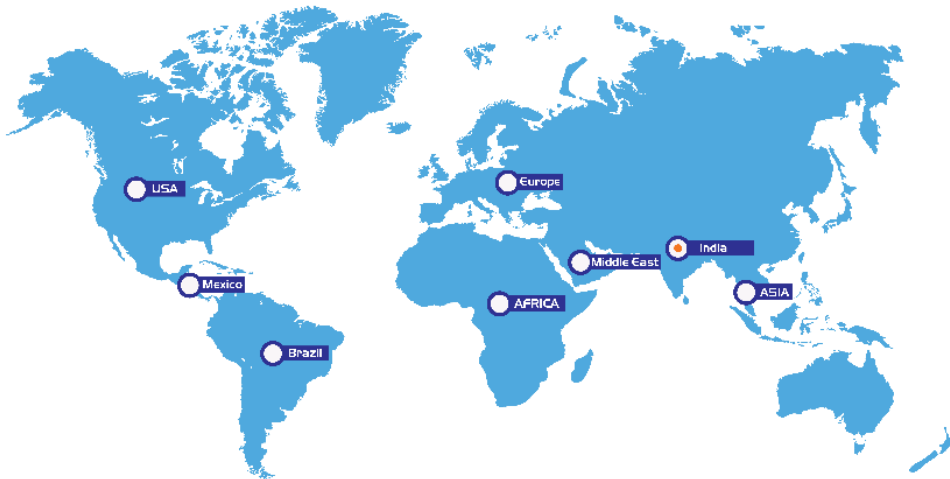 USA
Europe
India
Middle East
Mexico
ASIA
AFRICA
Brazil